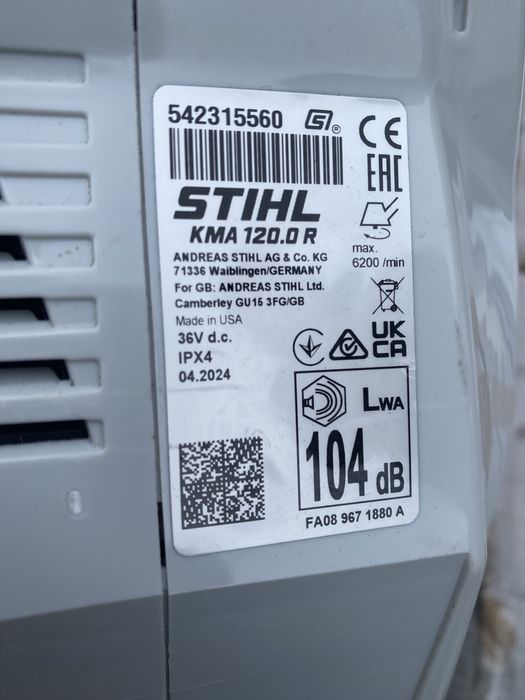 542315560
STIHL
KMA 120.0 R
ANDREAS STIHL AG & Co. KG
71336 Waiblingen/GERMANY
For GB: ANDREAS STIHL Ltd.
Camberley GU15 3FG/GB
Made in USA
36V d.c.
IPX4
04.2024
CE
EAC
max.
6200 /min
UK
CA
LWA
104 dB
FA08 967 1880 A